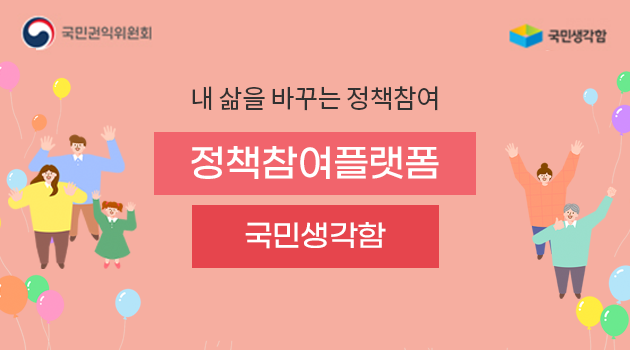 국민권익위원회
국민생각함
내 삶을 바꾸는 정책참여
정책참여플랫폼
국민생각함